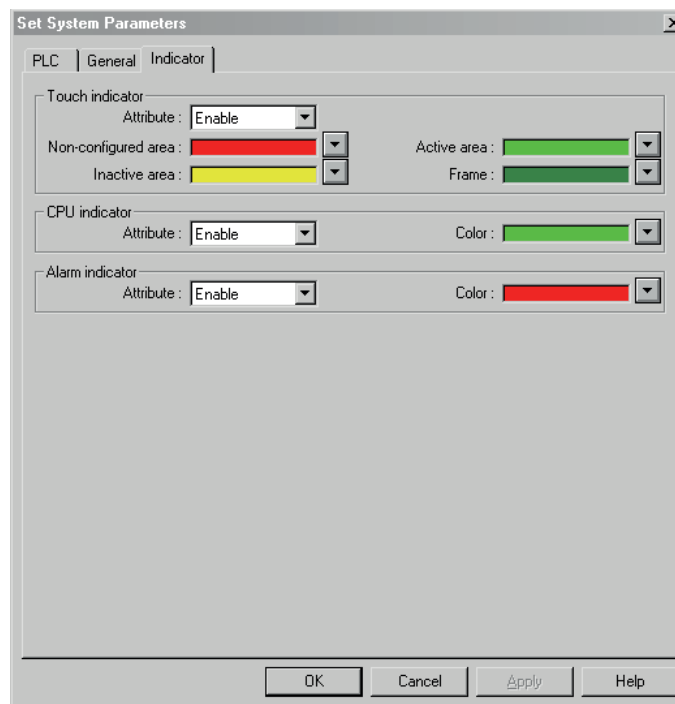 Set System Parameters
PLC General Indicator
Touch indicator
Attribute : Enable
Non-configured area : Active area :
Inactive area : Frame :
CPU indicator
Attribute : Enable Color :
Alarm indicator
Attribute : Enable Color :
OK Cancel Apply Help